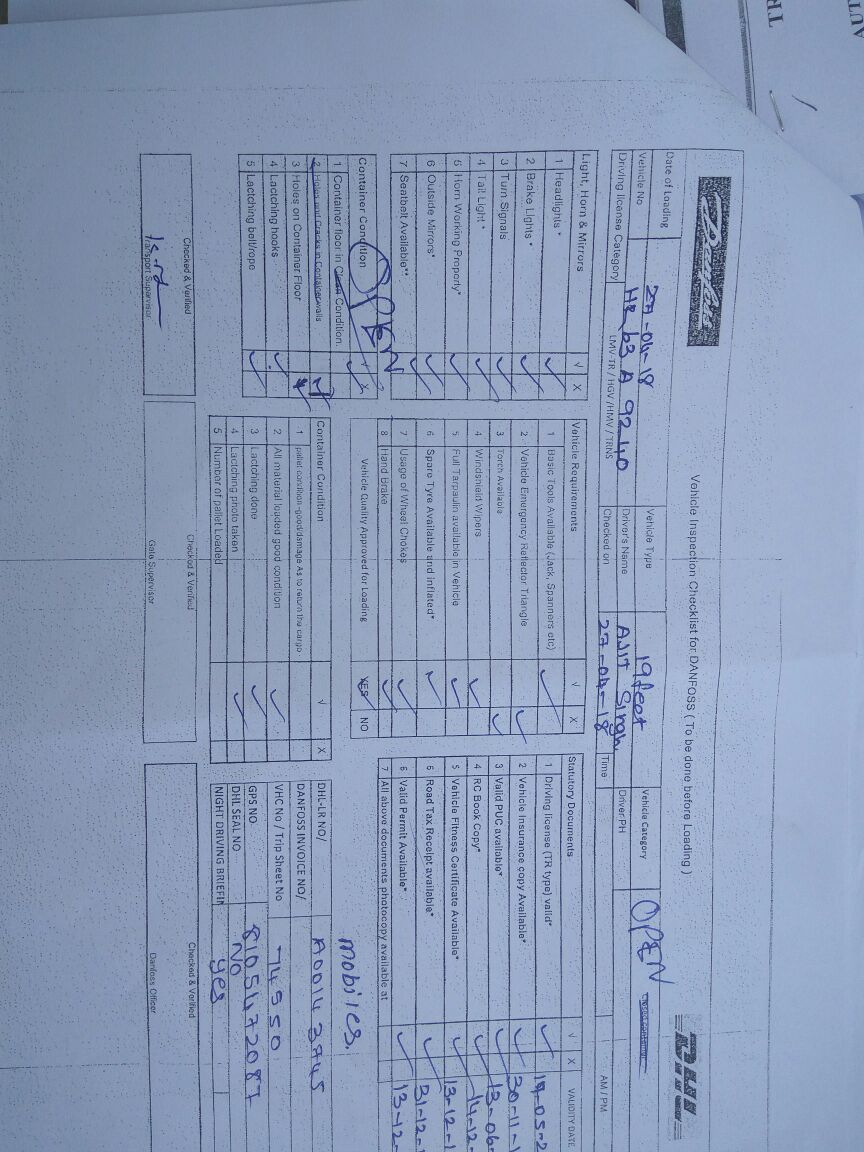 AUT
TR
Danfoss
DHL
Vehicle Inspection Checklist for DANFOSS ( To be done before Loading )
Date of Loading 27-04-18 Vehicle Type 19 feet Vehicle Category OPEN
Vehicle No HR 63 A 9240 Driver's Name AJIT Singh Driver PH
Driving license Category LMV-TR / HGV /HMV / TRNS Checked on 27-04-18 Time AM / PM
Light, Horn & Mirrors √ X
1 Headlights * ✓
2 Brake Lights * ✓
3 Turn Signals ✓
4 Tail Light * ✓
5 Horn Working Property* ✓
6 Outside Mirrors* ✓
7 Seatbelt Available** ✓
Container Condition √ X
OPEN
1 Container floor in Clean Condition.
2 Holes and Cracks in Container walls
3 Holes on Container Floor
4 Lactching hooks ✓
5 Lactching belt/rope ✓
Vehicle Requirements √ X
1 Basic Tools Available (Jack, Spanners etc) ✓
2 Vehicle Emergency Reflector Triangle ✓
3 Torch Available ✓
4 Windshield Wipers ✓
5 Full Tarpaulin available in Vehicle ✓
6 Spare Tyre Available and inflated* ✓
7 Usage of Wheel Chokes ✓
8 Hand Brake ✓
Vehicle Quality Approved for Loading YES NO
Container Condition √ X
1 pallet condition-good/damage As to return the cargo
2 All material loaded good condition ✓
3 Lactching done ✓
4 Lactching photo taken ✓
5 Number of pallet Loaded
Statutory Documents √ X VALIDITY DATE
1 Driving license (TR type) valid* ✓ 19-05-2
2 Vehicle Insurance copy Available* ✓ 30-11-1
3 Valid PUC available* ✓ 13-06-
4 RC Book Copy* ✓ 14-12-
5 Vehicle Fitness Certificate Available* ✓ 13-12-1
6 Road Tax Receipt available* ✓ 31-12-
6 Valid Permit Available* ✓ 13-12-
7 All above documents photocopy available at
mobiles.
DHL-LR NO/ A0014 3945
DANFOSS INVOICE NO/
VHC No / Trip Sheet No 74550
GPS NO 8105472087
DHL SEAL NO NO
NIGHT DRIVING BRIEFIN yes
Checked & Verified
Transport Supervisor
Checked & Verified
Gate Supervisor
Checked & Verified
Danfoss Officer